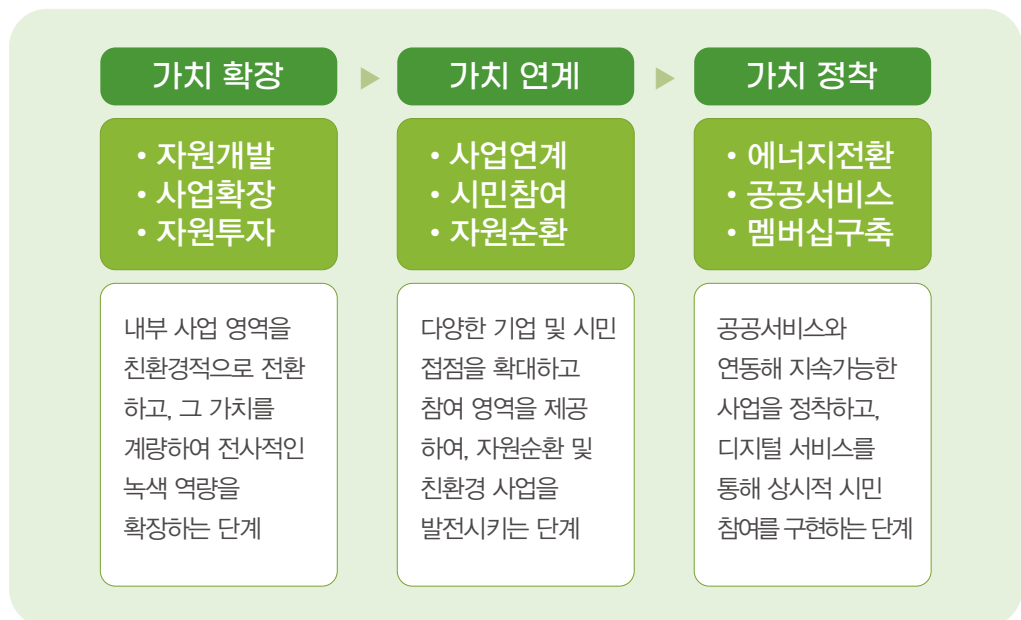 가치 확장
• 자원개발
• 사업확장
• 자원투자
내부 사업 영역을
친환경적으로 전환
하고, 그 가치를
계량하여 전사적인
녹색 역량을
확장하는 단계
가치 연계
• 사업연계
• 시민참여
• 자원순환
다양한 기업 및 시민
접점을 확대하고
참여 영역을 제공
하여, 자원순환 및
친환경 사업을
발전시키는 단계
가치 정착
• 에너지전환
• 공공서비스
• 멤버십구축
공공서비스와
연동해 지속가능한
사업을 정착하고,
디지털 서비스를
통해 상시적 시민
참여를 구현하는 단계